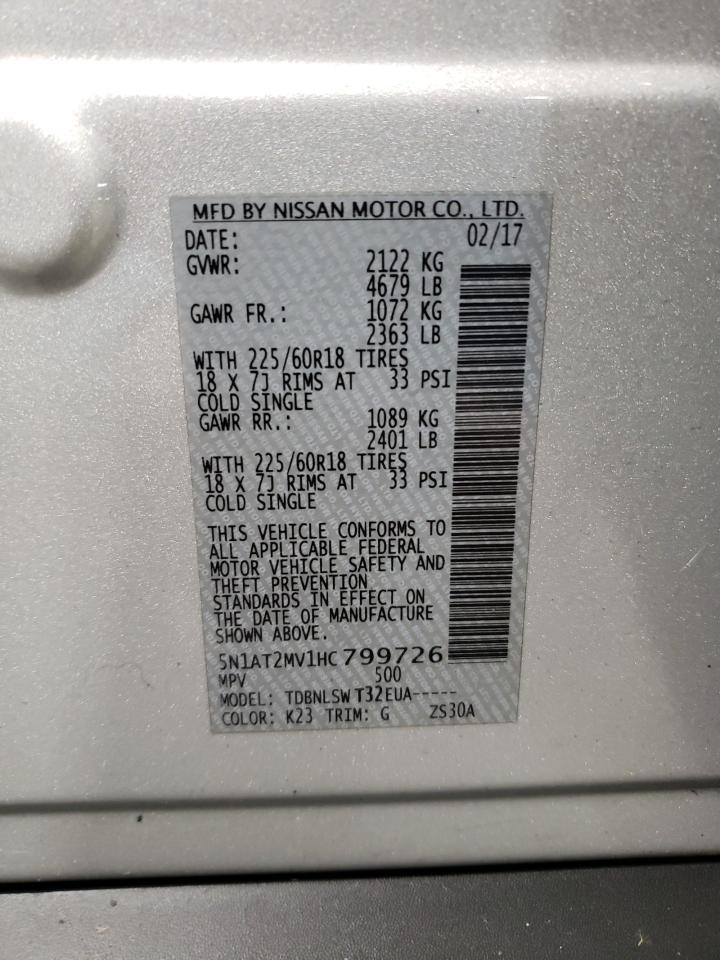 MFD BY NISSAN MOTOR CO., LTD.
DATE: 02/17
GVWR: 2122 KG
4679 LB
GAWR FR.: 1072 KG
2363 LB
WITH 225/60R18 TIRES
18 X 7J RIMS AT 33 PSI
COLD SINGLE
GAWR RR.: 1089 KG
2401 LB
WITH 225/60R18 TIRES
18 X 7J RIMS AT 33 PSI
COLD SINGLE
THIS VEHICLE CONFORMS TO
ALL APPLICABLE FEDERAL
MOTOR VEHICLE SAFETY AND
THEFT PREVENTION
STANDARDS IN EFFECT ON
THE DATE OF MANUFACTURE
SHOWN ABOVE.
5N1AT2MV1HC799726
MPV 500
MODEL: TDBNLSWT32EUA-----
COLOR: K23 TRIM: G ZS30A